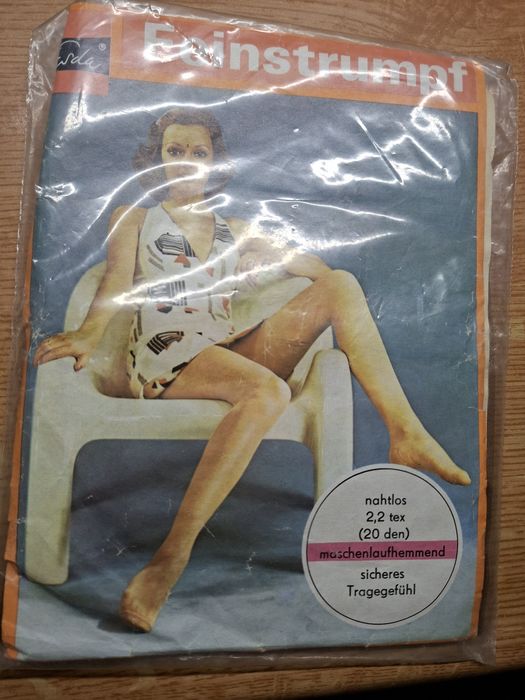 Feinstrumpf
nahtlos
2,2 tex
(20 den)
maschenlaufhemmend
sicheres
Tragegefühl